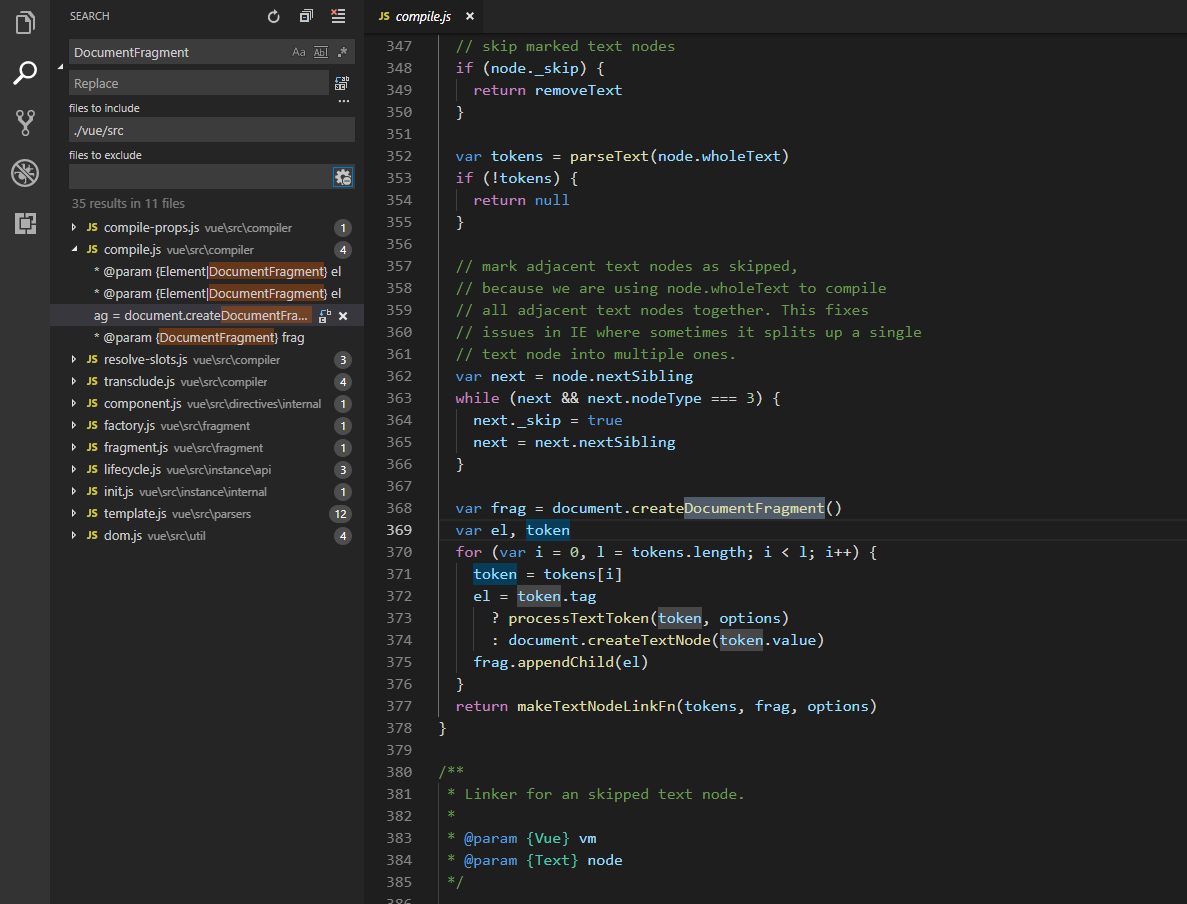 SEARCH
DocumentFragment Aa Abl .*
Replace
...
files to include
./vue/src
files to exclude
35 results in 11 files
JS compile-props.js vue\src\compiler 1
JS compile.js vue\src\compiler 4
* @param {Element|DocumentFragment} el
* @param {Element|DocumentFragment} el
ag = document.createDocumentFra...
* @param {DocumentFragment} frag
JS resolve-slots.js vue\src\compiler 3
JS transclude.js vue\src\compiler 4
JS component.js vue\src\directives\internal 1
JS factory.js vue\src\fragment 1
JS fragment.js vue\src\fragment 1
JS lifecycle.js vue\src\instance\api 3
JS init.js vue\src\instance\internal 1
JS template.js vue\src\parsers 12
JS dom.js vue\src\util 4
JS compile.js ×
347 // skip marked text nodes
348 if (node._skip) {
349 return removeText
350 }
351
352 var tokens = parseText(node.wholeText)
353 if (!tokens) {
354 return null
355 }
356
357 // mark adjacent text nodes as skipped,
358 // because we are using node.wholeText to compile
359 // all adjacent text nodes together. This fixes
360 // issues in IE where sometimes it splits up a single
361 // text node into multiple ones.
362 var next = node.nextSibling
363 while (next && next.nodeType === 3) {
364 next._skip = true
365 next = next.nextSibling
366 }
367
368 var frag = document.createDocumentFragment()
369 var el, token
370 for (var i = 0, l = tokens.length; i < l; i++) {
371 token = tokens[i]
372 el = token.tag
373 ? processTextToken(token, options)
374 : document.createTextNode(token.value)
375 frag.appendChild(el)
376 }
377 return makeTextNodeLinkFn(tokens, frag, options)
378 }
379
380 /**
381 * Linker for an skipped text node.
382 *
383 * @param {Vue} vm
384 * @param {Text} node
385 */
386